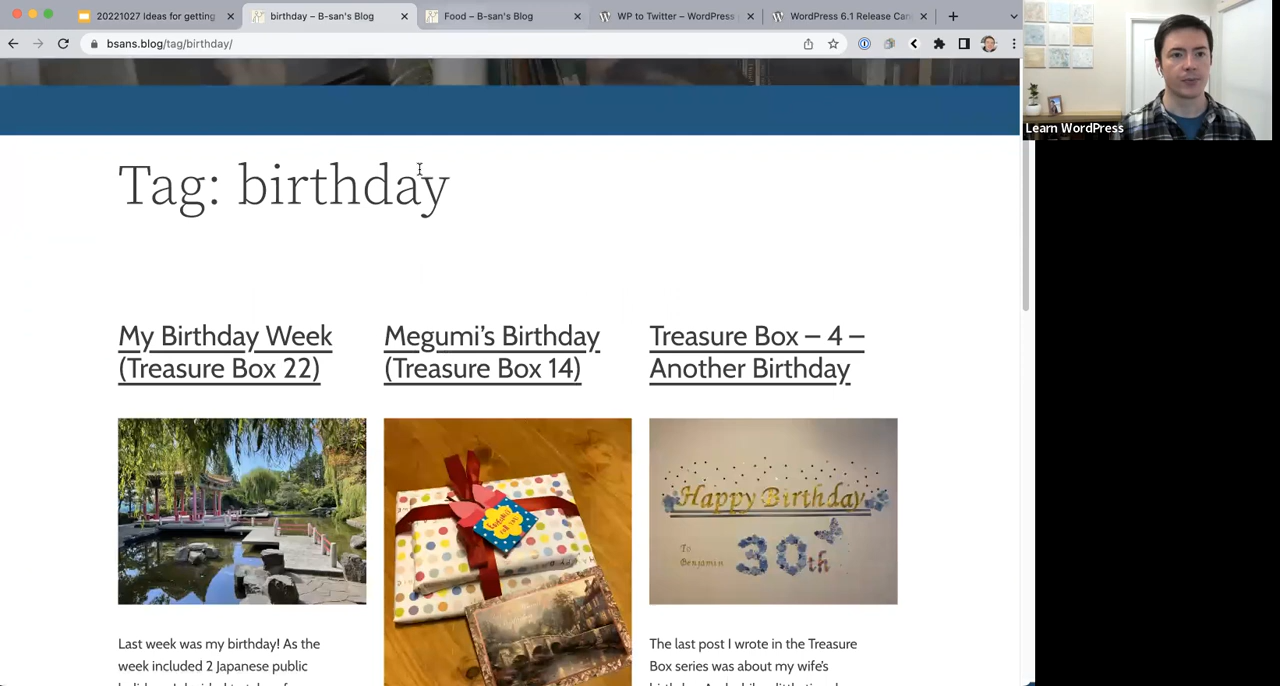 20221027 Ideas for getting
birthday – B-san's Blog
Food – B-san's Blog
WP to Twitter – WordPress
WordPress 6.1 Release Can
bsans.blog/tag/birthday/
Learn WordPress
Tag: birthday
My Birthday Week
(Treasure Box 22)
Megumi's Birthday
(Treasure Box 14)
Treasure Box – 4 –
Another Birthday
Happy Birthday
To
Benjamin
30th
Last week was my birthday! As the
week included 2 Japanese public
The last post I wrote in the Treasure
Box series was about my wife's